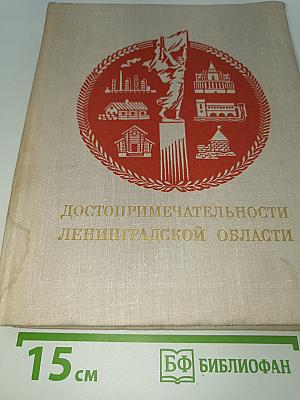 ДОСТОПРИМЕЧАТЕЛЬНОСТИ
ЛЕНИНГРАДСКОЙ ОБЛАСТИ
15 см
БФ БИБЛИОФАН